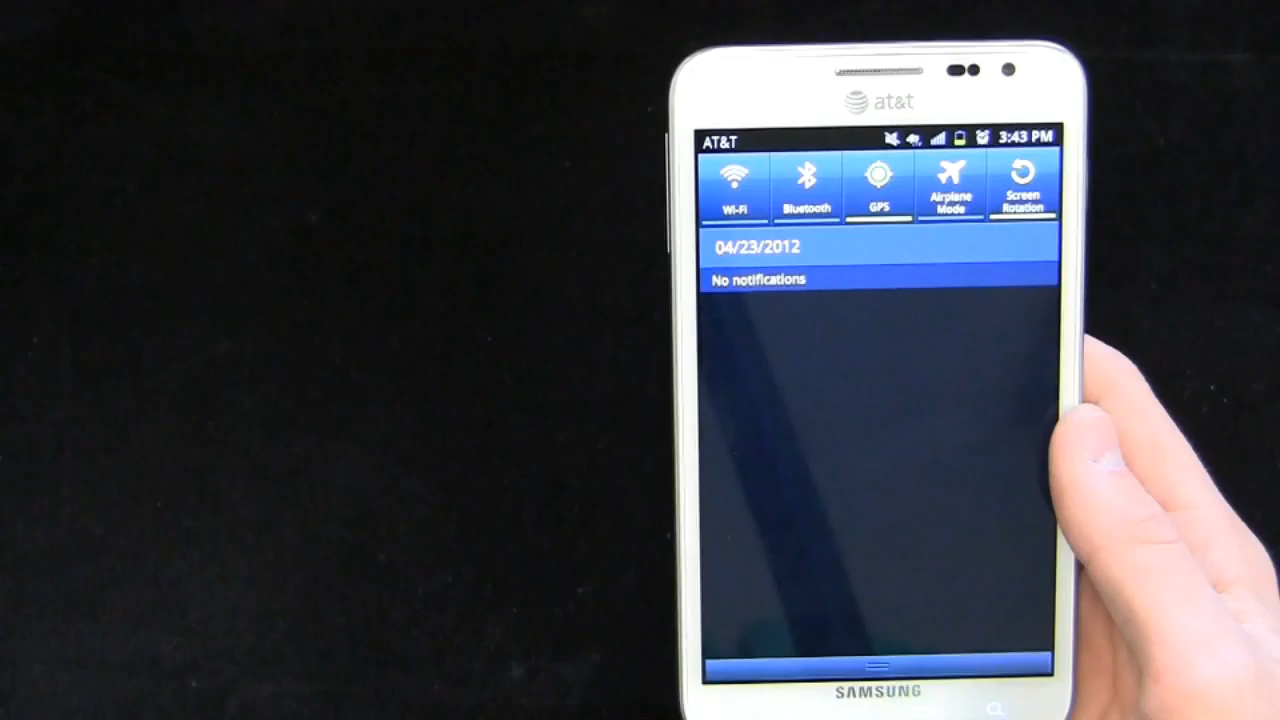 at&t
AT&T 3:43 PM
Wi-Fi Bluetooth GPS Airplane Mode Screen Rotation
04/23/2012
No notifications
SAMSUNG